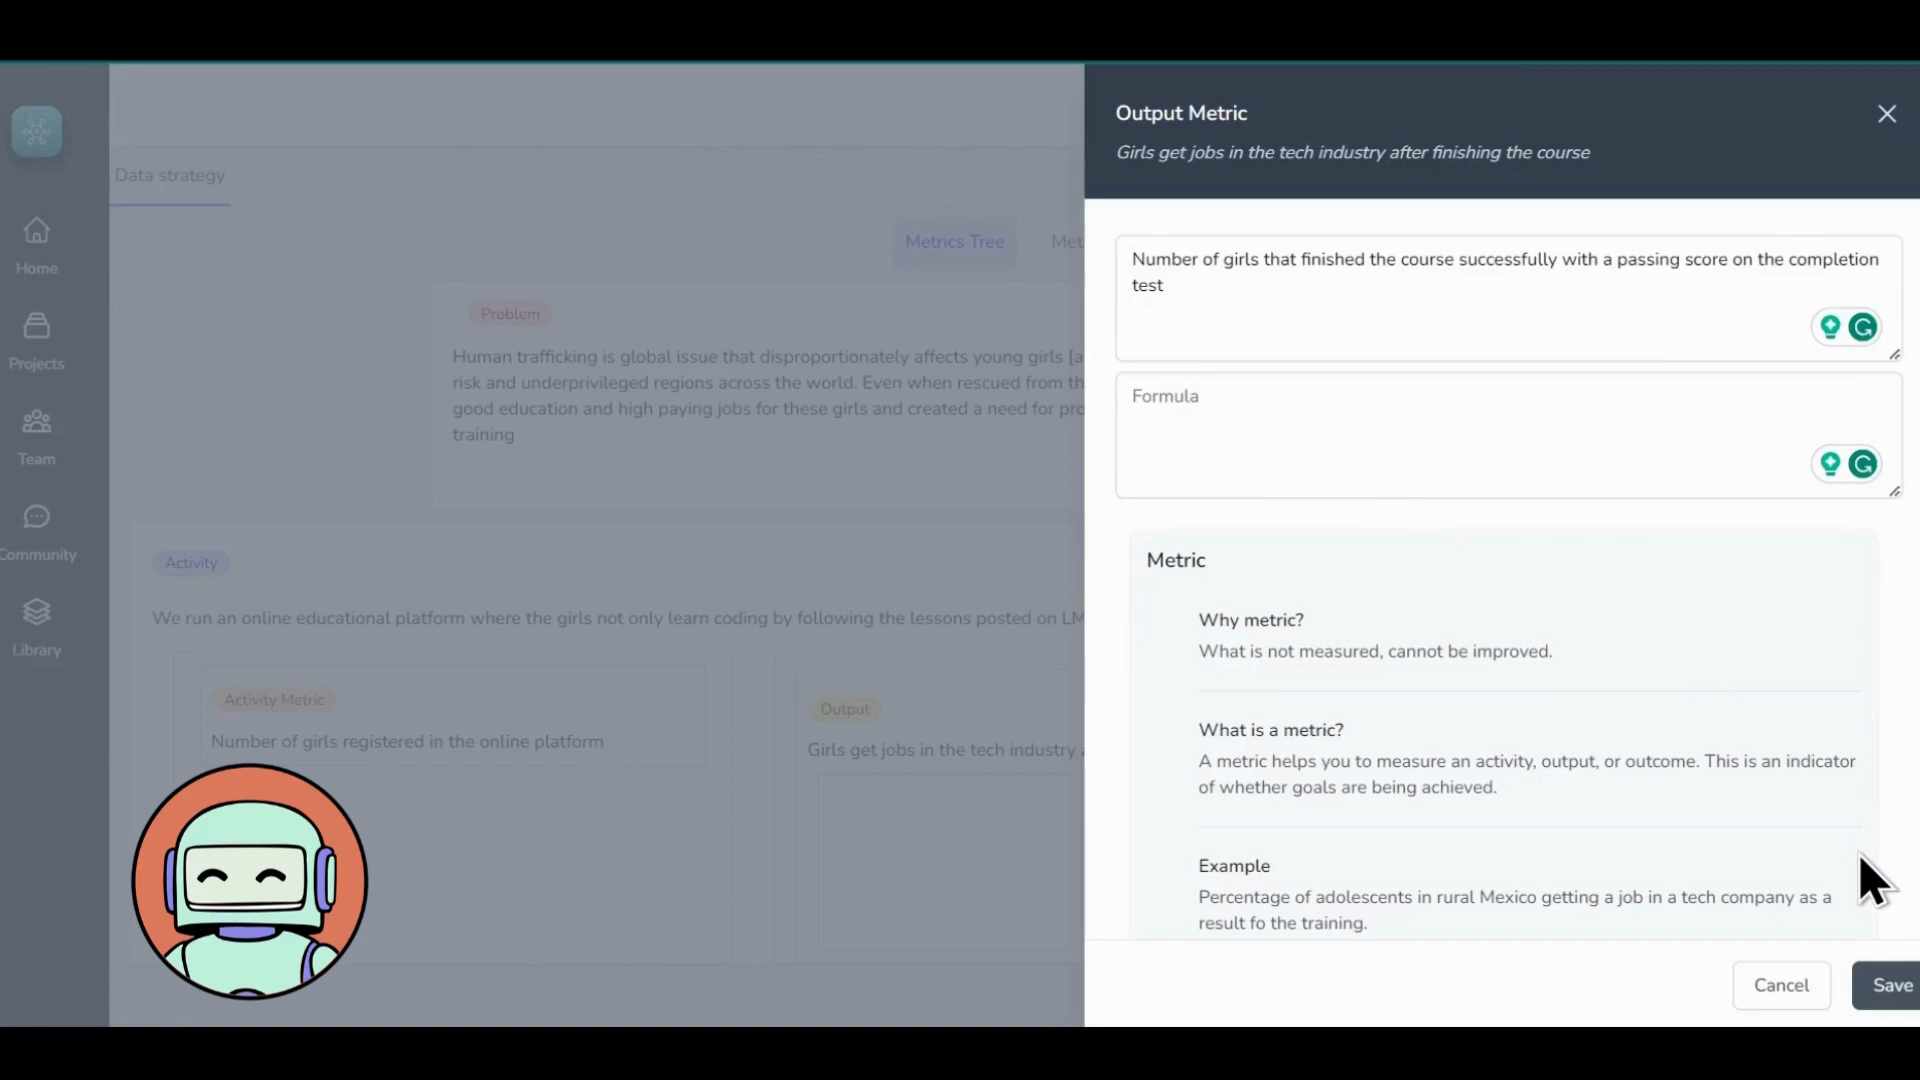 Output Metric
Girls get jobs in the tech industry after finishing the course
Data strategy
Home
Projects
Team
Community
Library
Metrics Tree
Met
Problem
Human trafficking is global issue that disproportionately affects young girls [a
risk and underprivileged regions across the world. Even when rescued from th
good education and high paying jobs for these girls and created a need for pro
training
Activity
We run an online educational platform where the girls not only learn coding by following the lessons posted on LM
Activity Metric
Number of girls registered in the online platform
Output
Girls get jobs in the tech industry a
Number of girls that finished the course successfully with a passing score on the completion
test
Formula
Metric
Why metric?
What is not measured, cannot be improved.
What is a metric?
A metric helps you to measure an activity, output, or outcome. This is an indicator
of whether goals are being achieved.
Example
Percentage of adolescents in rural Mexico getting a job in a tech company as a
result fo the training.
Cancel
Save